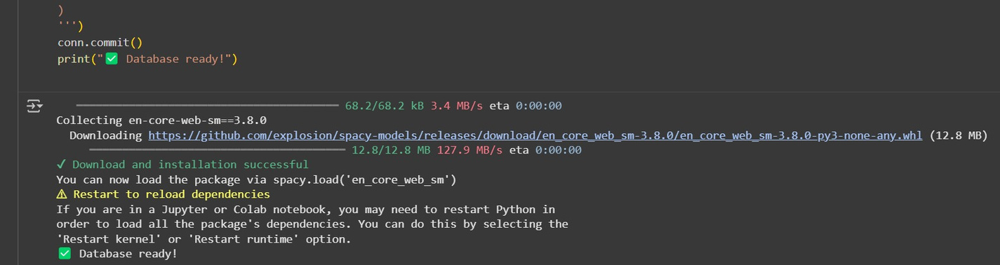 )
''')
conn.commit()
print("✅ Database ready!")
68.2/68.2 kB 3.4 MB/s eta 0:00:00
Collecting en-core-web-sm==3.8.0
Downloading https://github.com/explosion/spacy-models/releases/download/en_core_web_sm-3.8.0/en_core_web_sm-3.8.0-py3-none-any.whl (12.8 MB)
12.8/12.8 MB 127.9 MB/s eta 0:00:00
✔ Download and installation successful
You can now load the package via spacy.load('en_core_web_sm')
⚠ Restart to reload dependencies
If you are in a Jupyter or Colab notebook, you may need to restart Python in
order to load all the package's dependencies. You can do this by selecting the
'Restart kernel' or 'Restart runtime' option.
✅ Database ready!